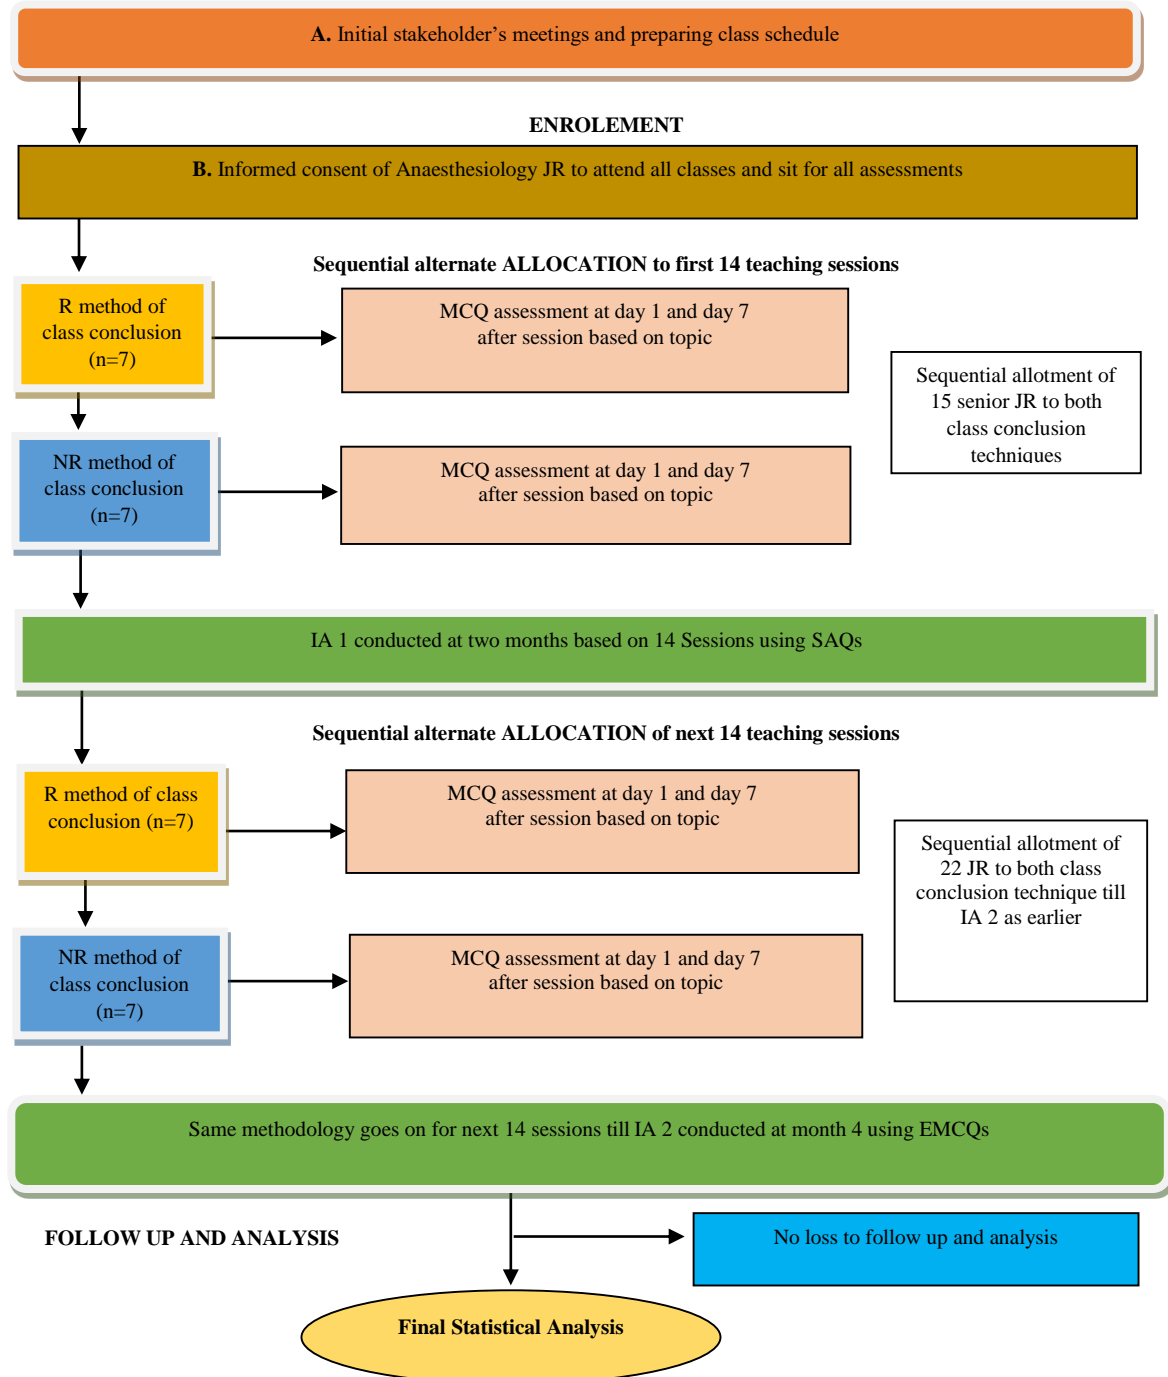 A. Initial stakeholder's meetings and preparing class schedule
ENROLEMENT
B. Informed consent of Anaesthesiology JR to attend all classes and sit for all assessments
Sequential alternate ALLOCATION to first 14 teaching sessions
R method of
class conclusion
(n=7)
MCQ assessment at day 1 and day 7
after session based on topic
Sequential allotment of
15 senior JR to both
class conclusion
techniques
NR method of
class conclusion
(n=7)
MCQ assessment at day 1 and day 7
after session based on topic
IA 1 conducted at two months based on 14 Sessions using SAQs
Sequential alternate ALLOCATION of next 14 teaching sessions
R method of class
conclusion (n=7)
MCQ assessment at day 1 and day 7
after session based on topic
Sequential allotment of
22 JR to both class
conclusion technique till
IA 2 as earlier
NR method of
class conclusion
(n=7)
MCQ assessment at day 1 and day 7
after session based on topic
Same methodology goes on for next 14 sessions till IA 2 conducted at month 4 using EMCQs
FOLLOW UP AND ANALYSIS
No loss to follow up and analysis
Final Statistical Analysis